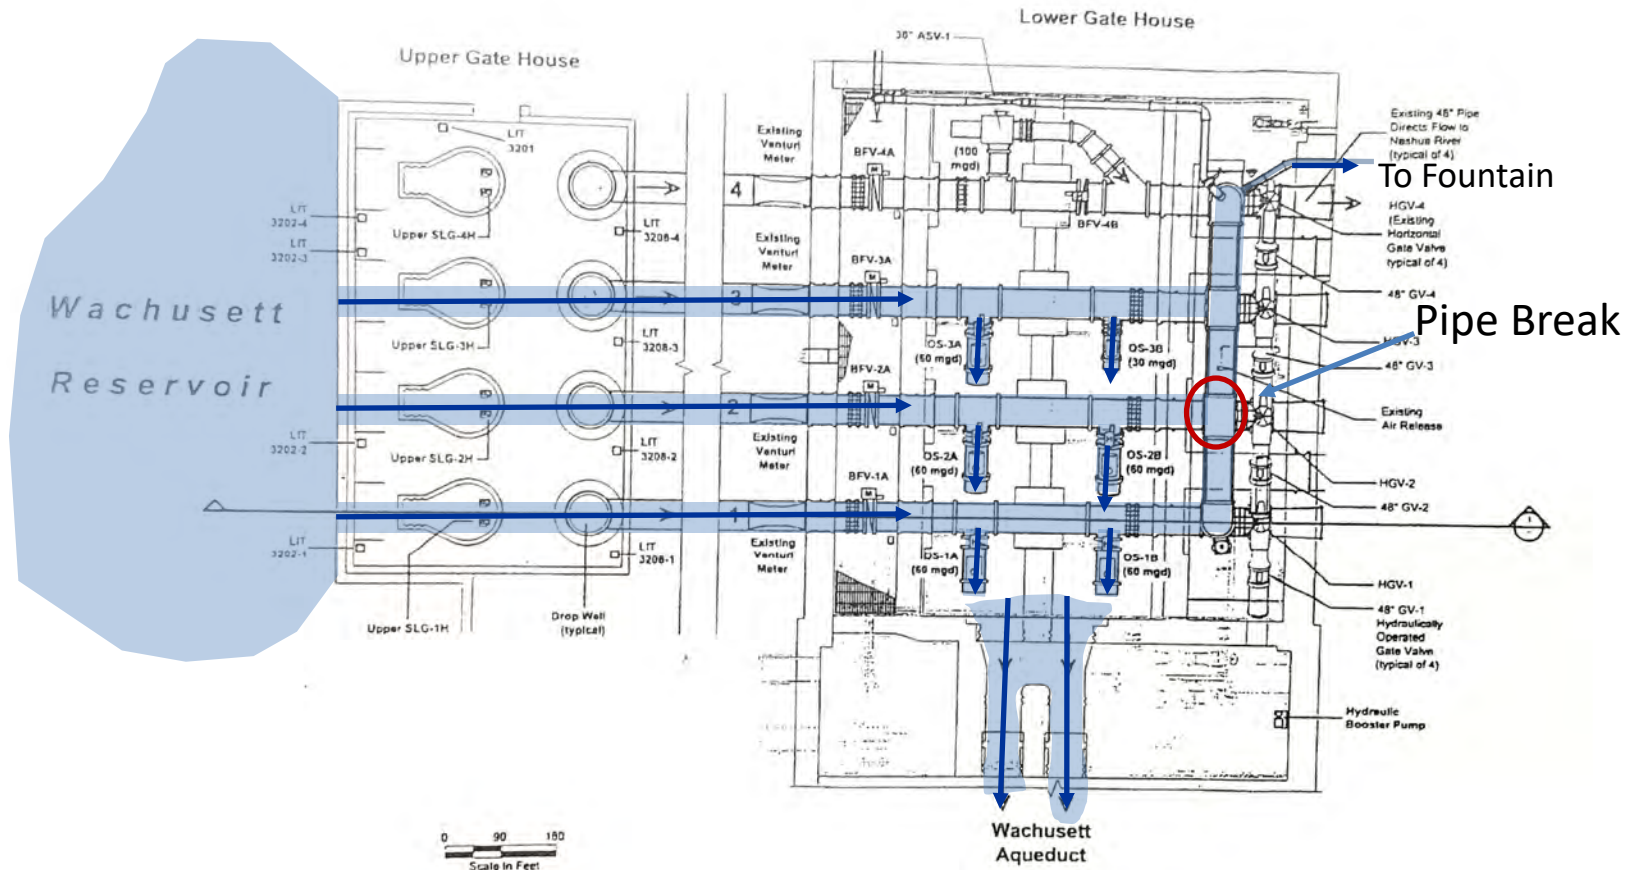 Lower Gate House
Upper Gate House
36" ASV-1
LIT
3201
Existing
Venturi
Meter
BFV-4A
(100
mgd)
Existing 48" Pipe
Directs Flow to
Nashua River
(typical of 4)
To Fountain
4
LIT
3202-4
Upper SLG-4H
LIT
3208-4
BFV-4B
HGV-4
(Existing
Horizontal
Gate Valve
typical of 4)
LIT
3202-3
Existing
Venturi
Meter
BFV-3A
48" GV-4
Wachusett
Reservoir
3
Pipe Break
HGV-3
Upper SLG-3H
LIT
3208-3
OS-3A
(50 mgd)
OS-3B
(30 mgd)
48" GV-3
BFV-2A
2
Existing
Air Release
LIT
3202-2
Upper SLG-2H
LIT
3208-2
Existing
Venturi
Meter
OS-2A
(60 mgd)
OS-2B
(60 mgd)
BFV-1A
HGV-2
48" GV-2
1
1
LIT
3202-1
LIT
3208-1
Existing
Venturi
Meter
OS-1A
(60 mgd)
OS-1B
(60 mgd)
HGV-1
Upper SLG-1H
Drop Well
(typical)
48" GV-1
Hydraulically
Operated
Gate Valve
(typical of 4)
Hydraulic
Booster Pump
Wachusett
Aqueduct
0 90 180
Scale In Feet